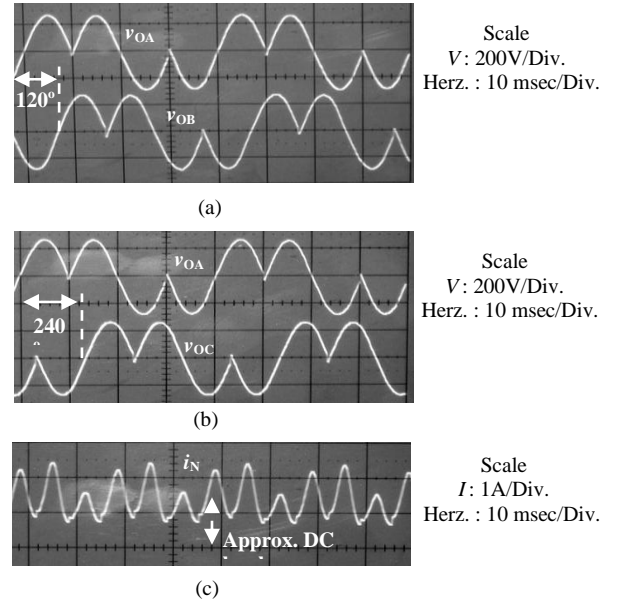 Scale
V : 200V/Div.
Herz. : 10 msec/Div.
vOA
120º
vOB
(a)
Scale
V : 200V/Div.
Herz. : 10 msec/Div.
vOA
240
º
vOC
(b)
Scale
I : 1A/Div.
Herz. : 10 msec/Div.
iN
Approx. DC
(c)